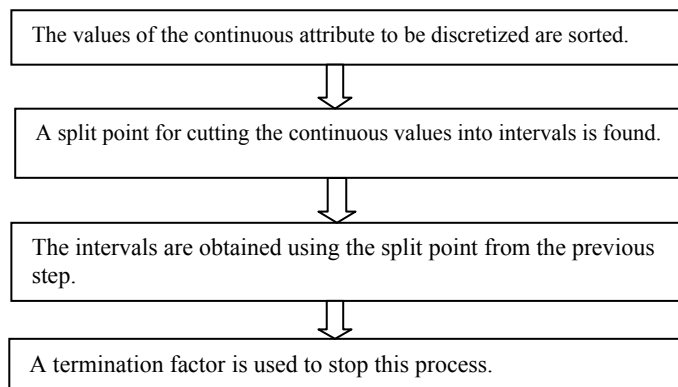 The values of the continuous attribute to be discretized are sorted.
A split point for cutting the continuous values into intervals is found.
The intervals are obtained using the split point from the previous
step.
A termination factor is used to stop this process.